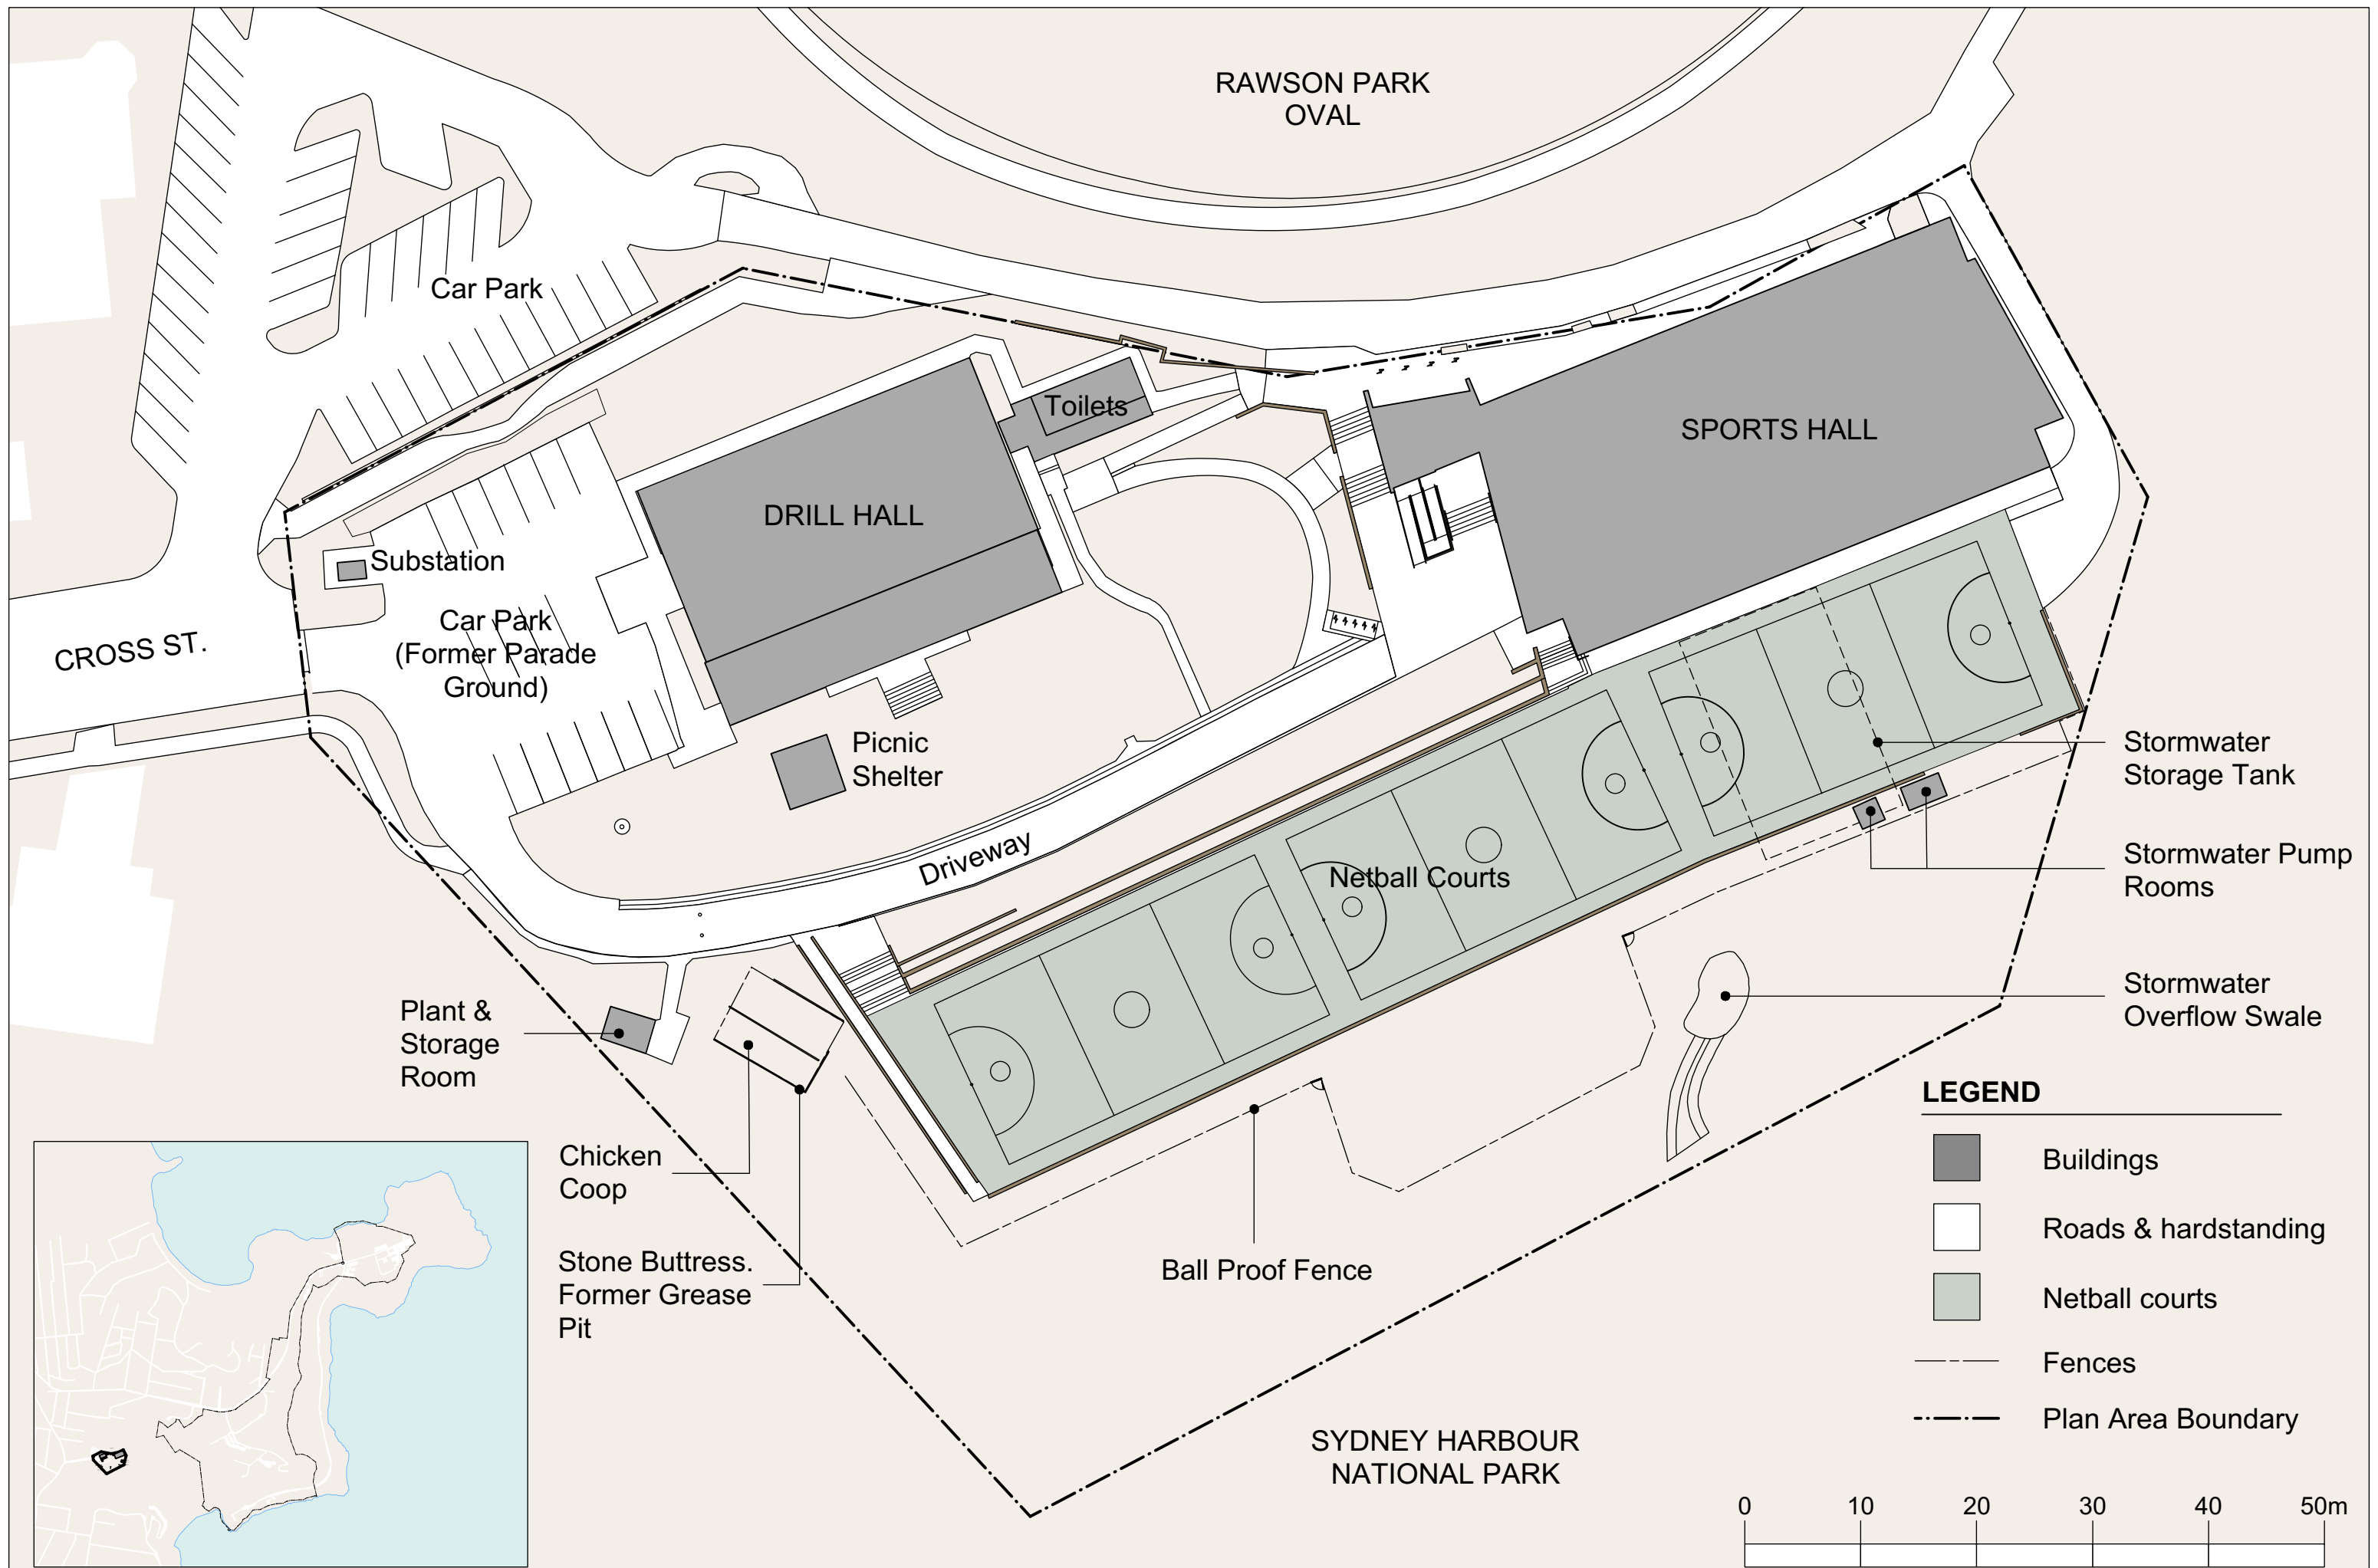 RAWSON PARK
OVAL
Car Park
Toilets
SPORTS HALL
DRILL HALL
Substation
Car Park
(Former Parade
Ground)
CROSS ST.
Picnic
Shelter
Stormwater
Storage Tank
Driveway
Netball Courts
Stormwater Pump
Rooms
Plant &
Storage
Room
Stormwater
Overflow Swale
Chicken
Coop
Stone Buttress.
Former Grease
Pit
Ball Proof Fence
SYDNEY HARBOUR
NATIONAL PARK
LEGEND
Buildings
Roads & hardstanding
Netball courts
Fences
Plan Area Boundary
0 10 20 30 40 50m